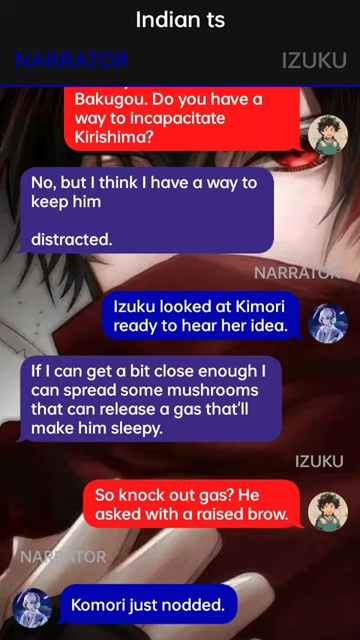 Indian ts
NARRATOR IZUKU
Bakugou. Do you have a
way to incapacitate
Kirishima?
No, but I think I have a way to
keep him
distracted.
NARRATOR
Izuku looked at Kimori
ready to hear her idea.
If I can get a bit close enough I
can spread some mushrooms
that can release a gas that'll
make him sleepy.
IZUKU
So knock out gas? He
asked with a raised brow.
NARRATOR
Komori just nodded.